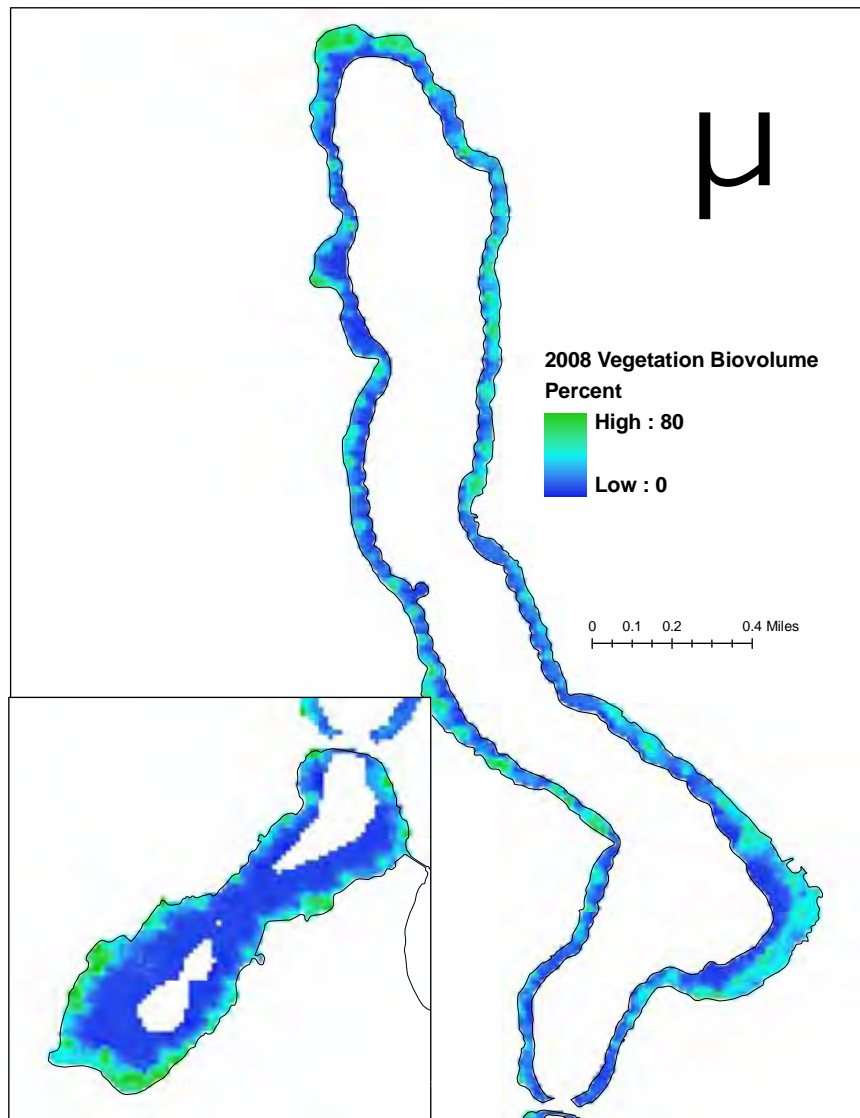 µ
2008 Vegetation Biovolume
Percent
High : 80
Low : 0
0 0.1 0.2 0.4 Miles